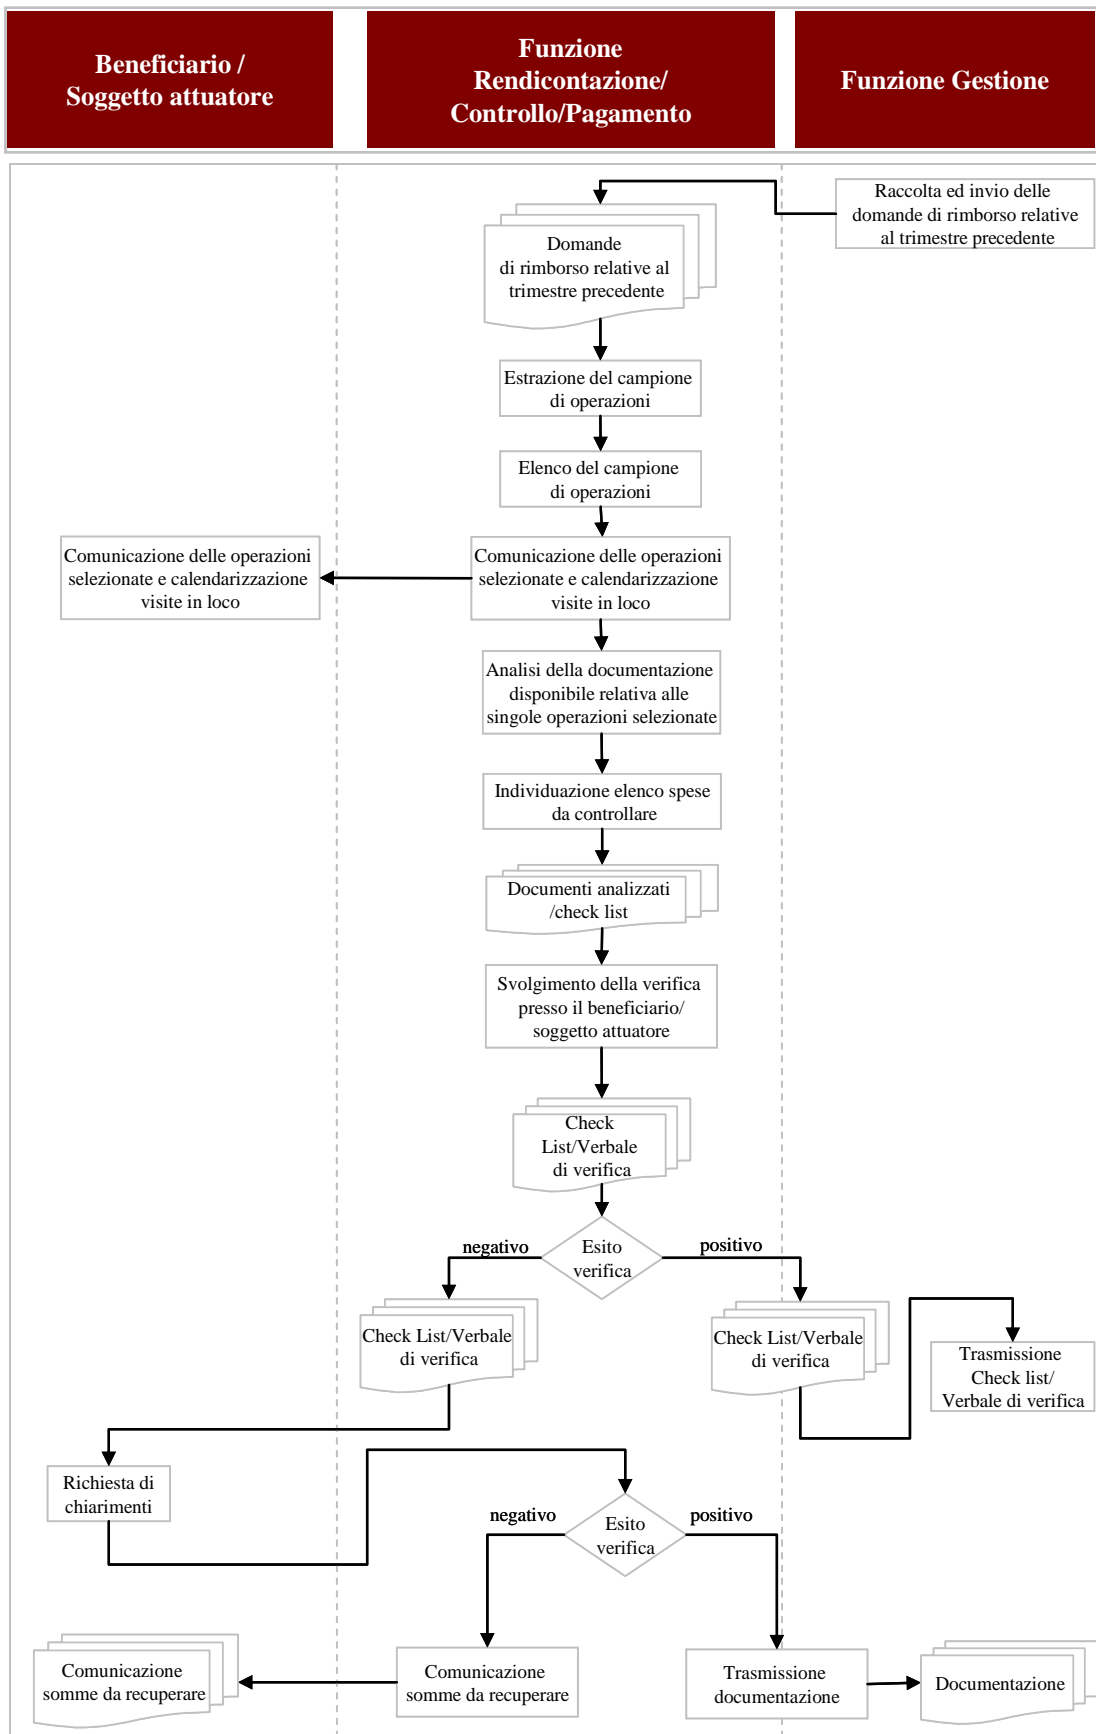 Beneficiario /
Soggetto attuatore
Funzione
Rendicontazione/
Controllo/Pagamento
Funzione Gestione
Raccolta ed invio delle
domande di rimborso relative
al trimestre precedente
Domande
di rimborso relative al
trimestre precedente
Estrazione del campione
di operazioni
Elenco del campione
di operazioni
Comunicazione delle operazioni
selezionate e calendarizzazione
visite in loco
Comunicazione delle operazioni
selezionate e calendarizzazione
visite in loco
Analisi della documentazione
disponibile relativa alle
singole operazioni selezionate
Individuazione elenco spese
da controllare
Documenti analizzati
/check list
Svolgimento della verifica
presso il beneficiario/
soggetto attuatore
Check
List/Verbale
di verifica
negativo
Esito
verifica
positivo
Check List/Verbale
di verifica
Check List/Verbale
di verifica
Trasmissione
Check list/
Verbale di verifica
Richiesta di
chiarimenti
negativo
Esito
verifica
positivo
Comunicazione
somme da recuperare
Comunicazione
somme da recuperare
Trasmissione
documentazione
Documentazione